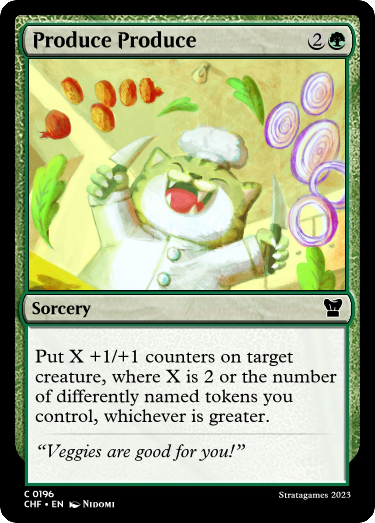 Produce Produce 2
Sorcery
Put X +1/+1 counters on target
creature, where X is 2 or the number
of differently named tokens you
control, whichever is greater.
“Veggies are good for you!”
C 0196 Stratagames 2023
CHF • EN Nidomi